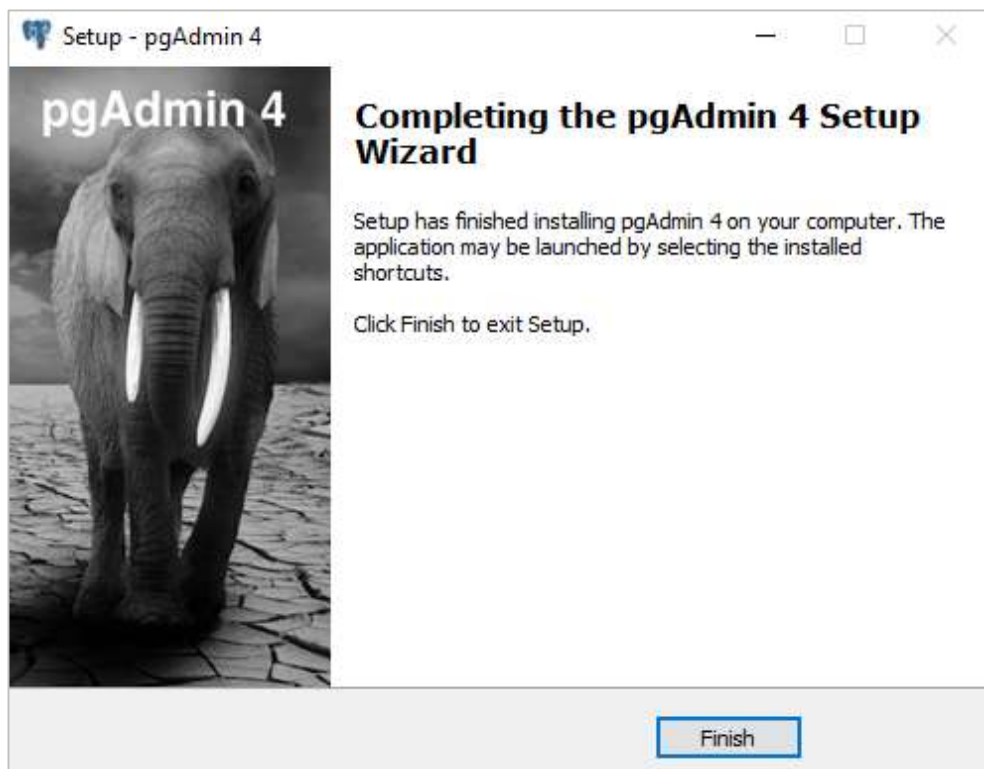 Setup - pgAdmin 4
pgAdmin 4
Completing the pgAdmin 4 Setup
Wizard
Setup has finished installing pgAdmin 4 on your computer. The
application may be launched by selecting the installed
shortcuts.
Click Finish to exit Setup.
Finish